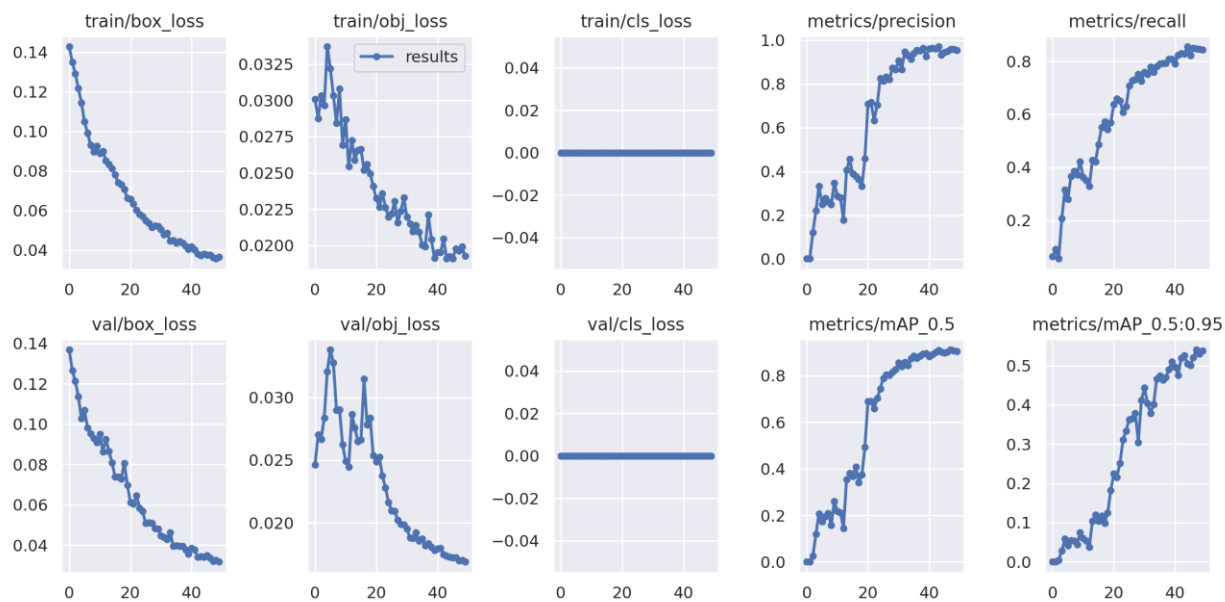 train/box_loss
train/obj_loss
train/cls_loss
metrics/precision
metrics/recall
0.14
0.12
0.10
0.08
0.06
0.04
0 20 40
results
0.0325
0.0300
0.0275
0.0250
0.0225
0.0200
0 20 40
0.04
0.02
0.00
−0.02
−0.04
0 20 40
1.0
0.8
0.6
0.4
0.2
0.0
0 20 40
0.8
0.6
0.4
0.2
0 20 40
val/box_loss
val/obj_loss
val/cls_loss
metrics/mAP_0.5
metrics/mAP_0.5:0.95
0.14
0.12
0.10
0.08
0.06
0.04
0 20 40
0.030
0.025
0.020
0 20 40
0.04
0.02
0.00
−0.02
−0.04
0 20 40
0.8
0.6
0.4
0.2
0.0
0 20 40
0.5
0.4
0.3
0.2
0.1
0.0
0 20 40